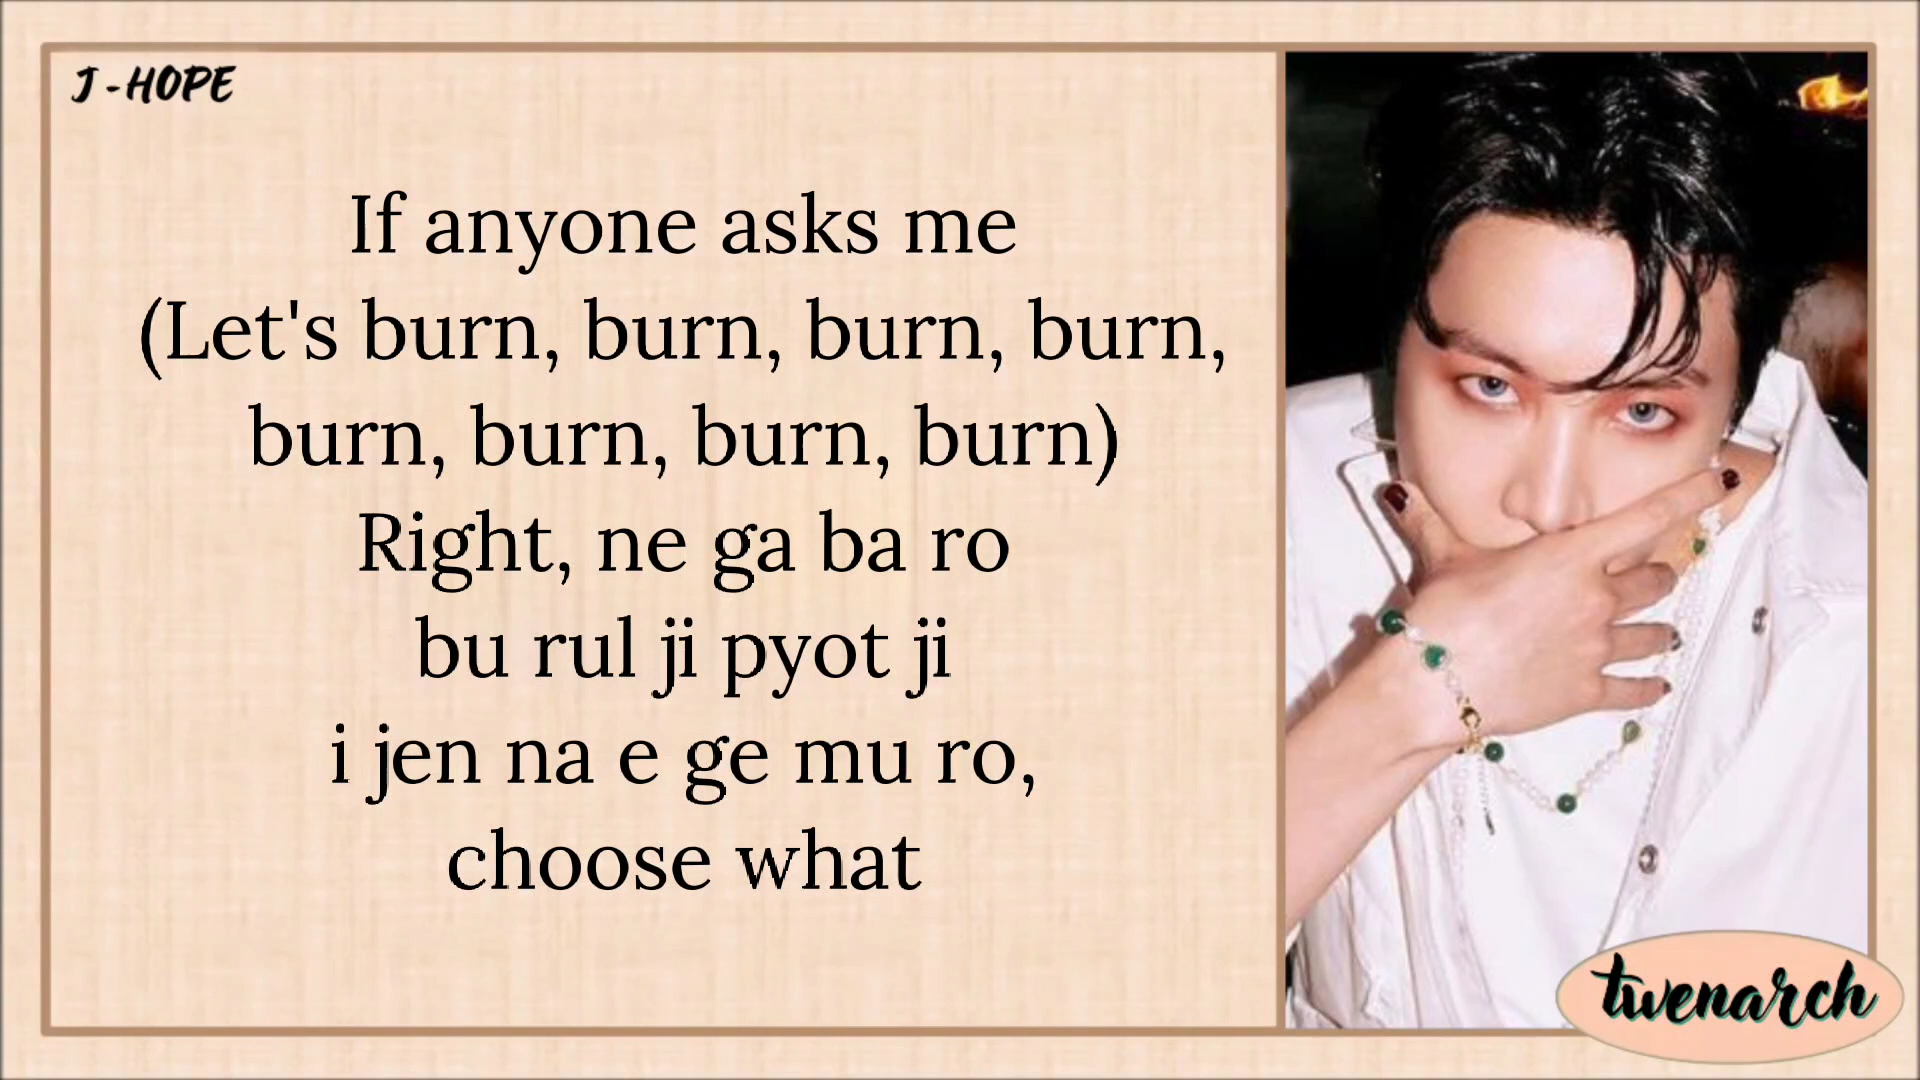 J-HOPE
If anyone asks me
(Let's burn, burn, burn, burn,
burn, burn, burn, burn)
Right, ne ga ba ro
bu rul ji pyot ji
i jen na e ge mu ro,
choose what
twenarch